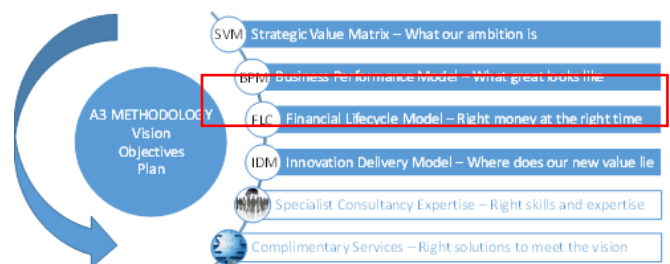 SVM Strategic Value Matrix – What our ambition is
BPM Business Performance Model – What great looks like
A3 METHODOLOGY
Vision
Objectives
Plan
FLC Financial Lifecycle Model – Right money at the right time
IDM Innovation Delivery Model – Where does our new value lie
Specialist Consultancy Expertise – Right skills and expertise
Complimentary Services – Right solutions to meet the vision